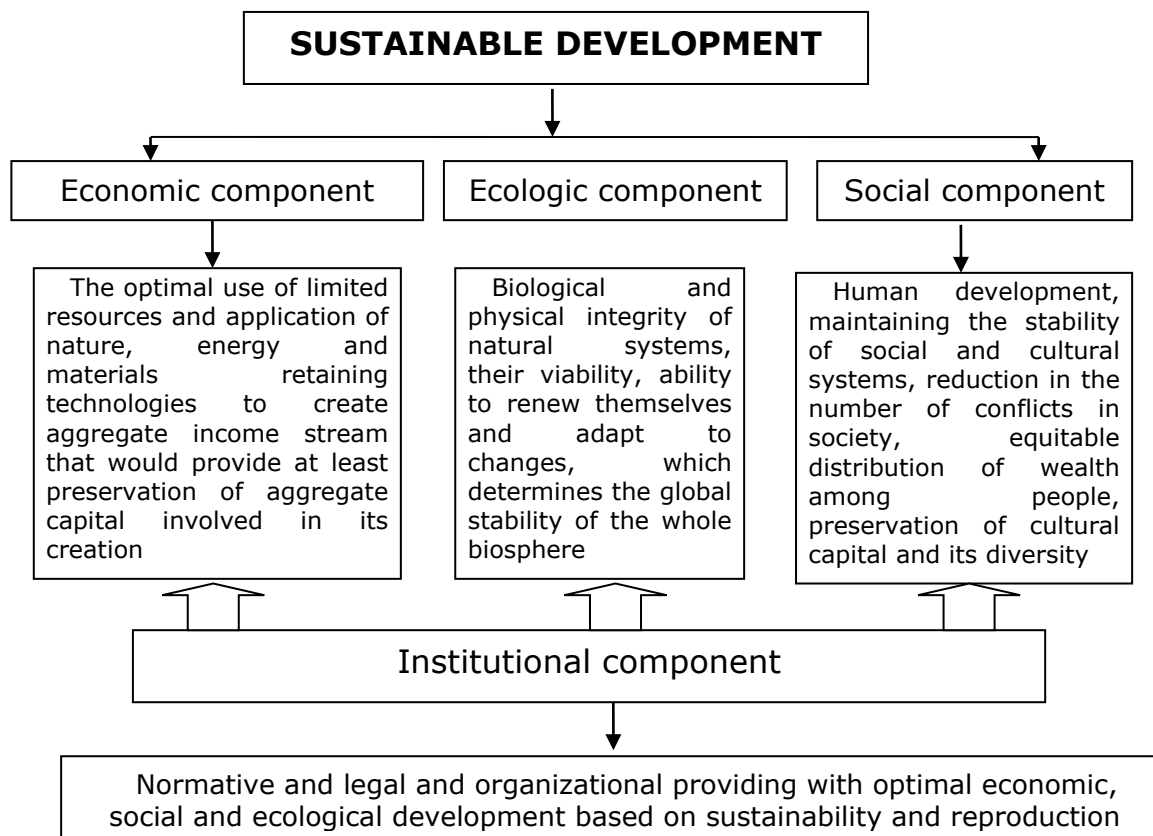 SUSTAINABLE DEVELOPMENT
Economic component
Ecologic component
Social component
The optimal use of limited
resources and application of
nature, energy and
materials retaining
technologies to create
aggregate income stream
that would provide at least
preservation of aggregate
capital involved in its
creation
Biological and
physical integrity of
natural systems,
their viability, ability
to renew themselves
and adapt to
changes, which
determines the global
stability of the whole
biosphere
Human development,
maintaining the stability
of social and cultural
systems, reduction in the
number of conflicts in
society, equitable
distribution of wealth
among people,
preservation of cultural
capital and its diversity
Institutional component
Normative and legal and organizational providing with optimal economic,
social and ecological development based on sustainability and reproduction